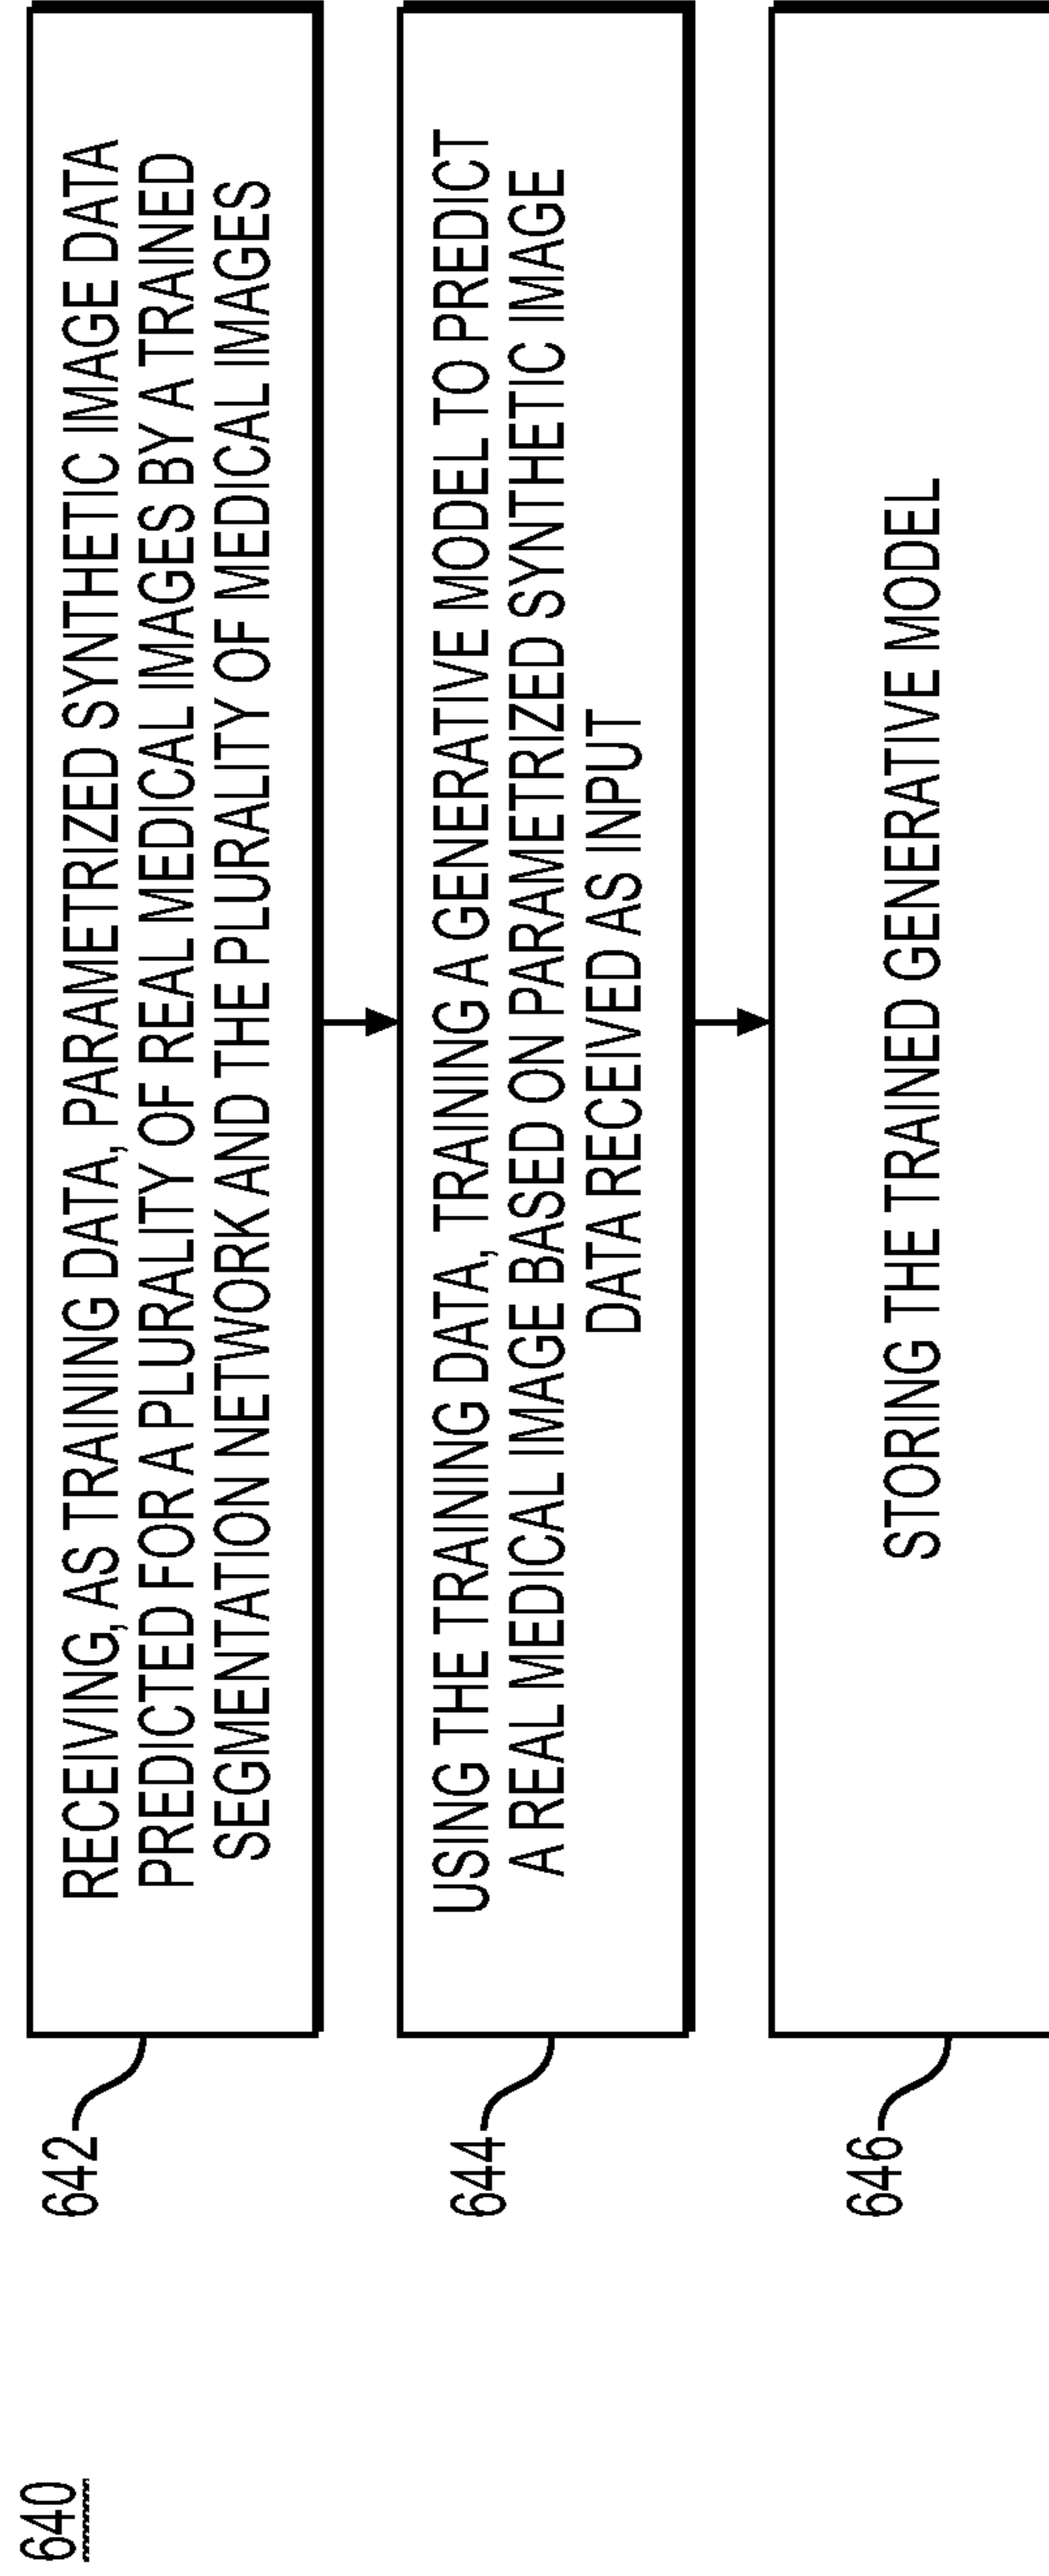 640
642
RECEIVING, AS TRAINING DATA, PARAMETRIZED SYNTHETIC IMAGE DATA
PREDICTED FOR A PLURALITY OF REAL MEDICAL IMAGES BY A TRAINED
SEGMENTATION NETWORK AND THE PLURALITY OF MEDICAL IMAGES
644
USING THE TRAINING DATA, TRAINING A GENERATIVE MODEL TO PREDICT
A REAL MEDICAL IMAGE BASED ON PARAMETRIZED SYNTHETIC IMAGE
DATA RECEIVED AS INPUT
646
STORING THE TRAINED GENERATIVE MODEL